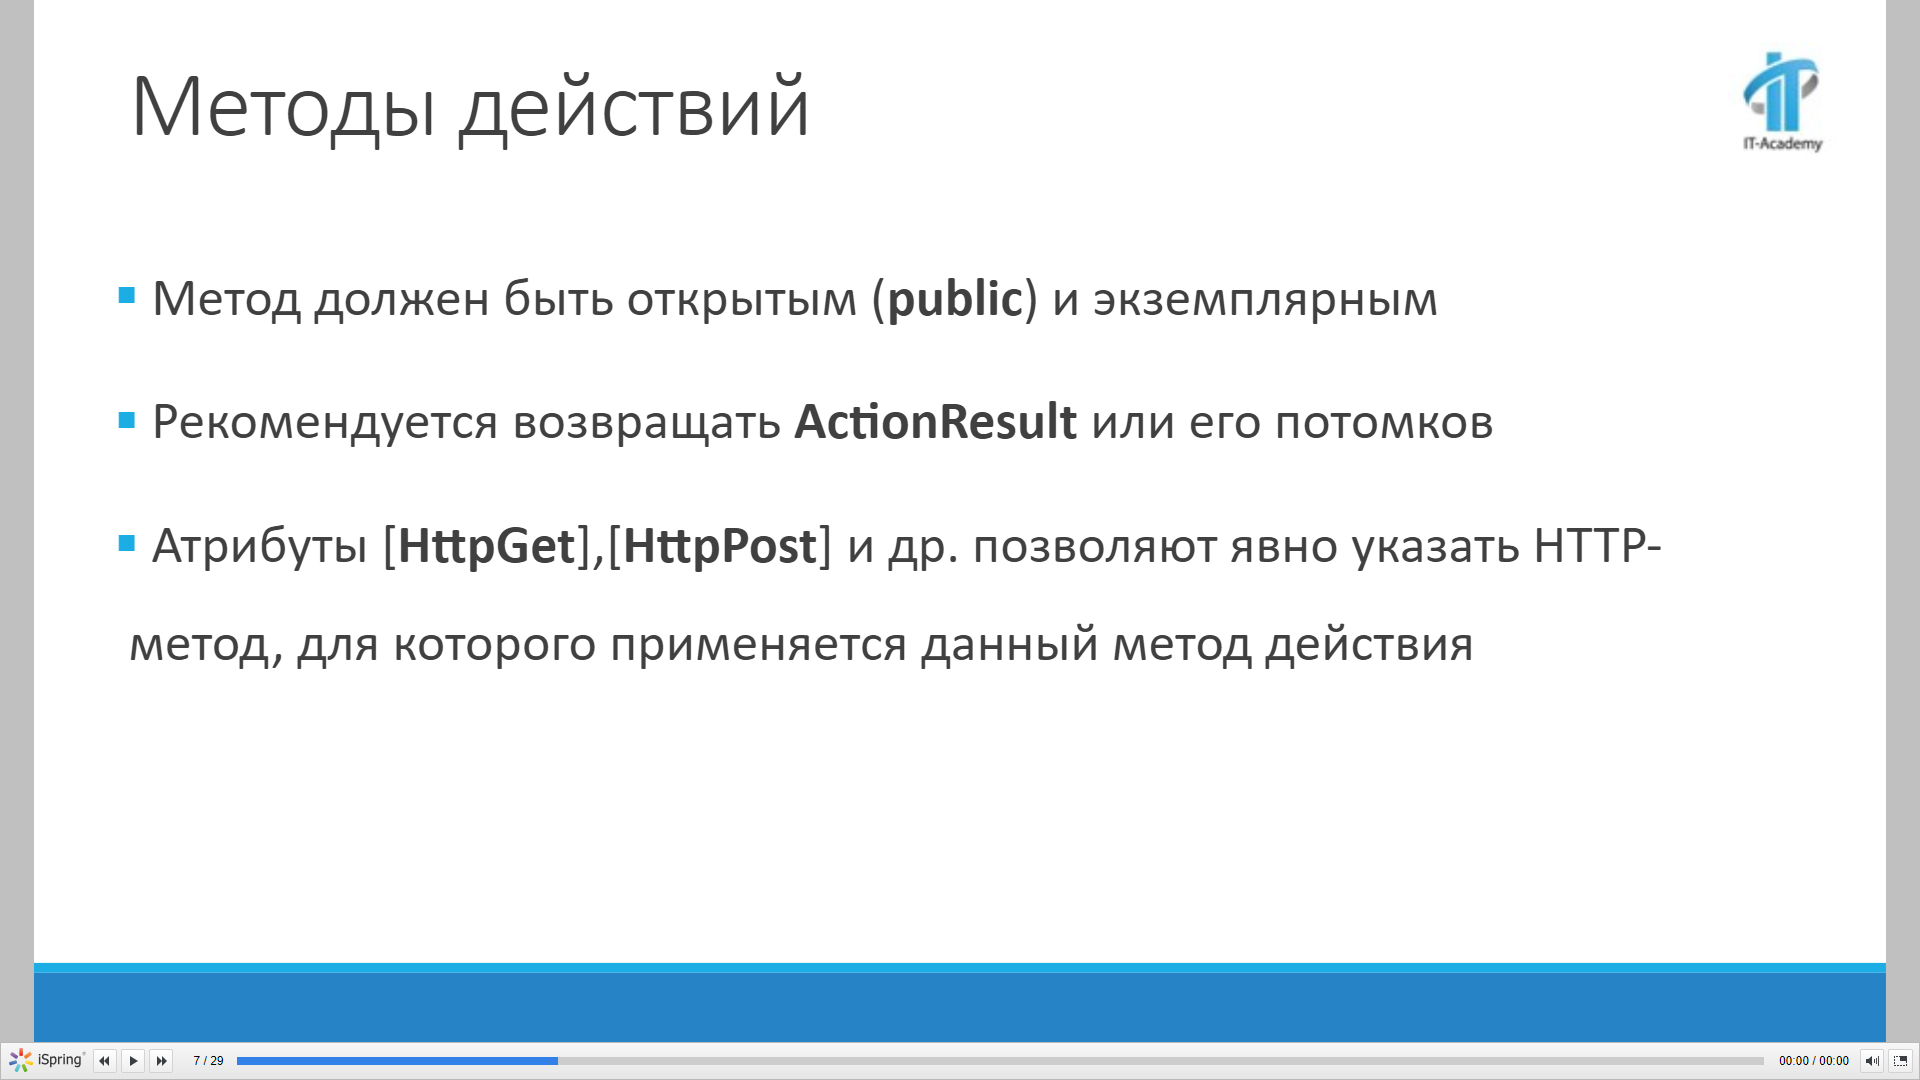 Методы действий
IT-Academy
Метод должен быть открытым (public) и экземплярным
Рекомендуется возвращать ActionResult или его потомков
Атрибуты [HttpGet],[HttpPost] и др. позволяют явно указать HTTP-
метод, для которого применяется данный метод действия
iSpring 7 / 29 00:00 / 00:00